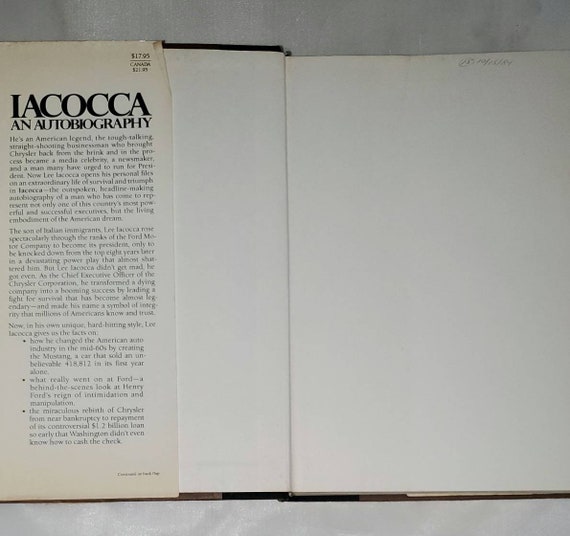 $17.95
CANADA
$21.95
IACOCCA
AN AUTOBIOGRAPHY
He's an American legend, the tough-talking,
straight-shooting businessman who brought
Chrysler back from the brink and in the pro-
cess became a media celebrity, a newsmaker,
and a man many have urged to run for Presi-
dent. Now Lee Iacocca opens his personal files
on an extraordinary life of survival and triumph
in Iacocca—the outspoken, headline-making
autobiography of a man who has come to rep-
resent not only one of this country's most pow-
erful and successful executives, but the living
embodiment of the American dream.
The son of Italian immigrants, Lee Iacocca rose
spectacularly through the ranks of the Ford Mo-
tor Company to become its president, only to
be knocked down from the top eight years later
in a devastating power play that almost shat-
tered him. But Lee Iacocca didn't get mad, he
got even. As the Chief Executive Officer of the
Chrysler Corporation, he transformed a dying
company into a booming success by leading a
fight for survival that has become almost leg-
endary—and made his name a symbol of integ-
rity that millions of Americans know and trust.
Now, in his own unique, hard-hitting style, Lee
Iacocca gives us the facts on:
• how he changed the American auto
industry in the mid-60s by creating
the Mustang, a car that sold an un-
believable 418,812 in its first year
alone.
• what really went on at Ford—a
behind-the-scenes look at Henry
Ford's reign of intimidation and
manipulation.
• the miraculous rebirth of Chrysler
from near bankruptcy to repayment
of its controversial $1.2 billion loan
so early that Washington didn't even
know how to cash the check.
Continued on back flap